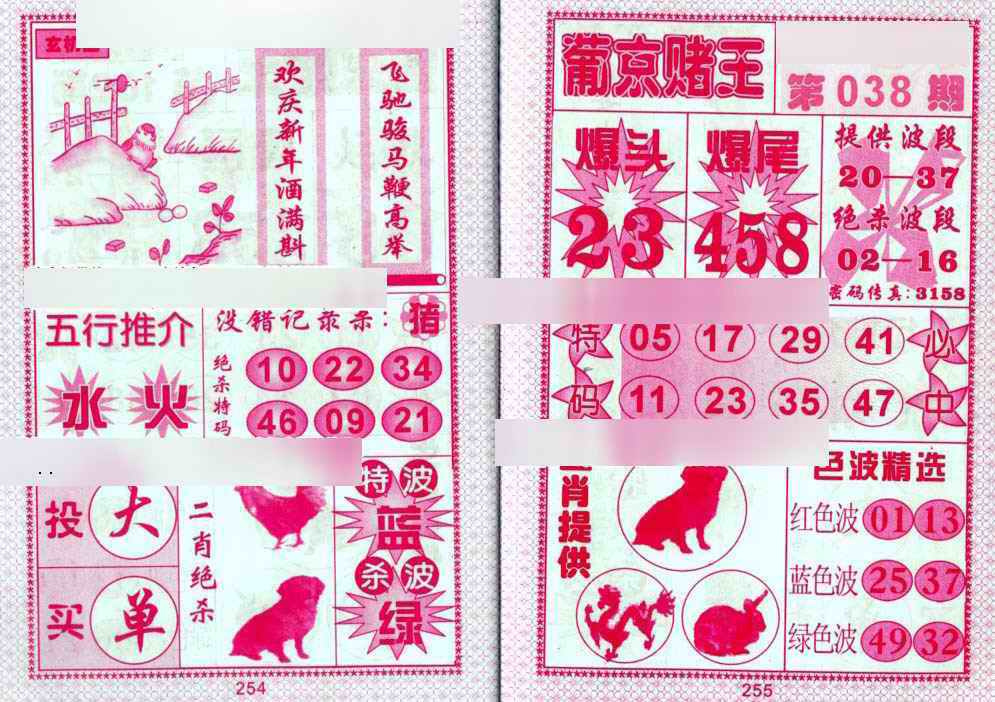 欢庆新年酒满斟
飞驰骏马鞭高举
五行推介
水 火
没错记录杀：猪
绝杀特码
10 22 34
46 09 21
投 大
买 单
二肖绝杀
特波
蓝
杀波
绿
254
葡京赌王
第 038 期
爆头
23
爆尾
458
提供波段
20—37
绝杀波段
02—16
密码传真：3158
特码
05 17 29 41
11 23 35 47
必中
肖提供
色波精选
红色波 01 13
蓝色波 25 37
绿色波 49 32
255